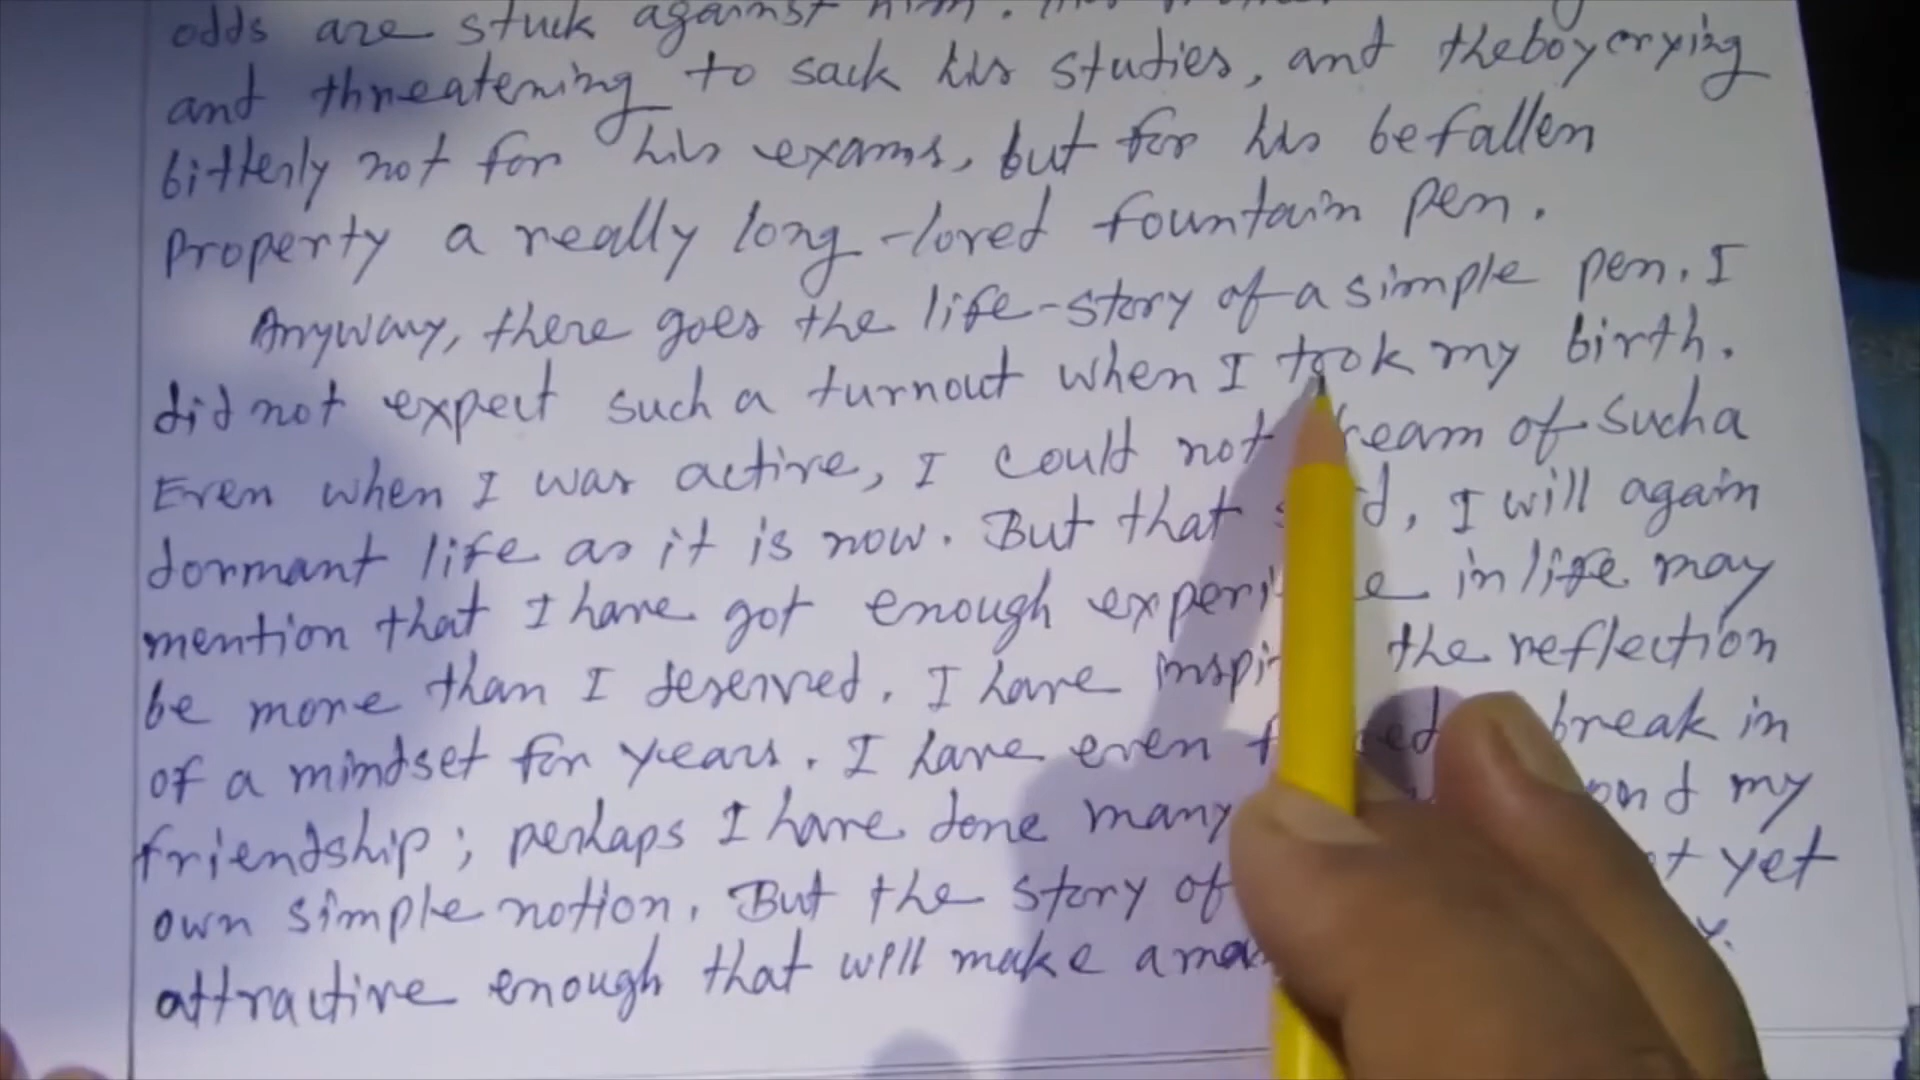 odds are stuck against him.
and threatening to sack his studies, and the boy crying
bitterly not for his exams, but for his befallen
Property a really long-loved fountain pen.
Anyway, there goes the life-story of a simple pen. I
did not expect such a turnout when I took my birth.
Even when I was active, I could not of such a
dormant life as it is now. But that , I will again
mention that I have got enough in life may
be more than I deserved. I have the reflection
of a mindset for years. I have even break in
friendship; perhaps I have done many my
own simple notion. But the story of yet
attractive enough that will make a